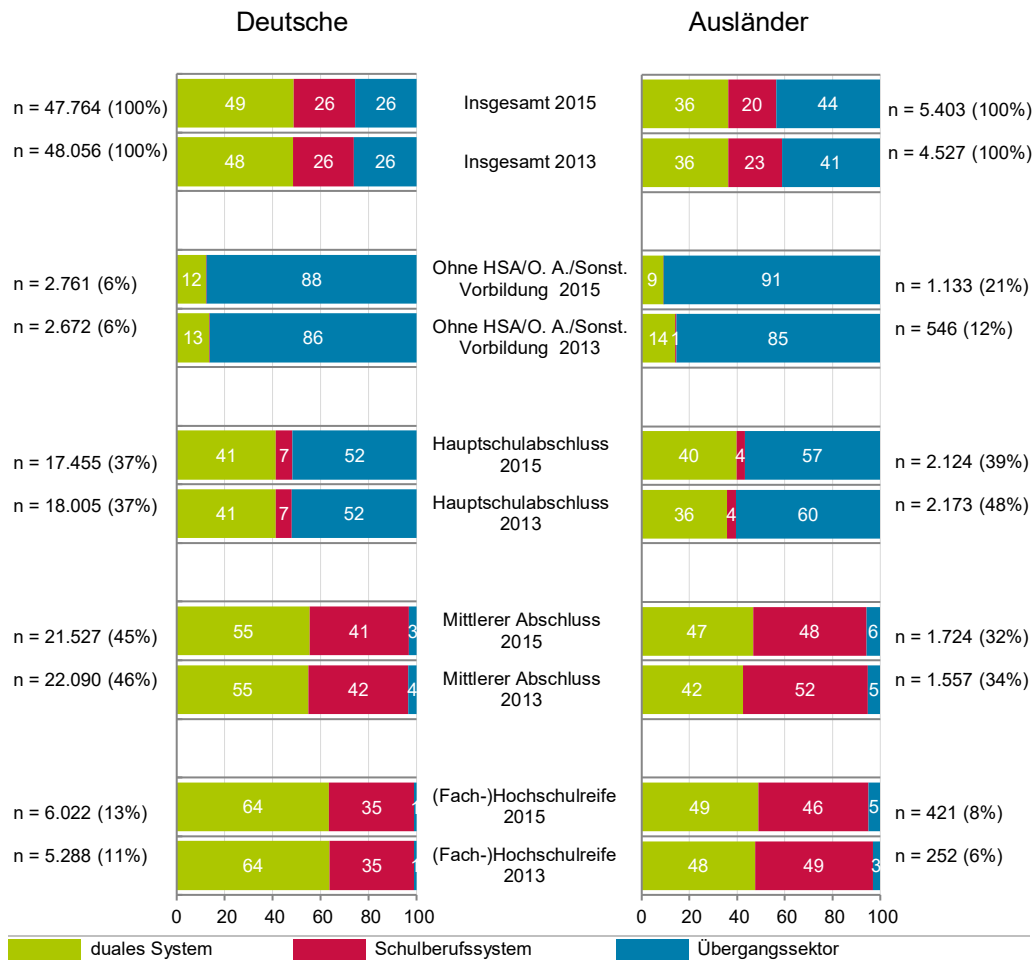 Deutsche Ausländer
n = 47.764 (100%) 49 26 26 Insgesamt 2015 36 20 44 n = 5.403 (100%)
n = 48.056 (100%) 48 26 26 Insgesamt 2013 36 23 41 n = 4.527 (100%)
n = 2.761 (6%) 12 88 Ohne HSA/O. A./Sonst. 9 91 n = 1.133 (21%)
Vorbildung 2015
n = 2.672 (6%) 13 86 Ohne HSA/O. A./Sonst. 14 1 85 n = 546 (12%)
Vorbildung 2013
n = 17.455 (37%) 41 7 52 Hauptschulabschluss 40 4 57 n = 2.124 (39%)
2015
n = 18.005 (37%) 41 7 52 Hauptschulabschluss 36 4 60 n = 2.173 (48%)
2013
n = 21.527 (45%) 55 41 3 Mittlerer Abschluss 47 48 6 n = 1.724 (32%)
2015
n = 22.090 (46%) 55 42 4 Mittlerer Abschluss 42 52 5 n = 1.557 (34%)
2013
n = 6.022 (13%) 64 35 1 (Fach-)Hochschulreife 49 46 5 n = 421 (8%)
2015
n = 5.288 (11%) 64 35 1 (Fach-)Hochschulreife 48 49 3 n = 252 (6%)
2013
0 20 40 60 80 100 0 20 40 60 80 100
duales System Schulberufssystem Übergangssektor